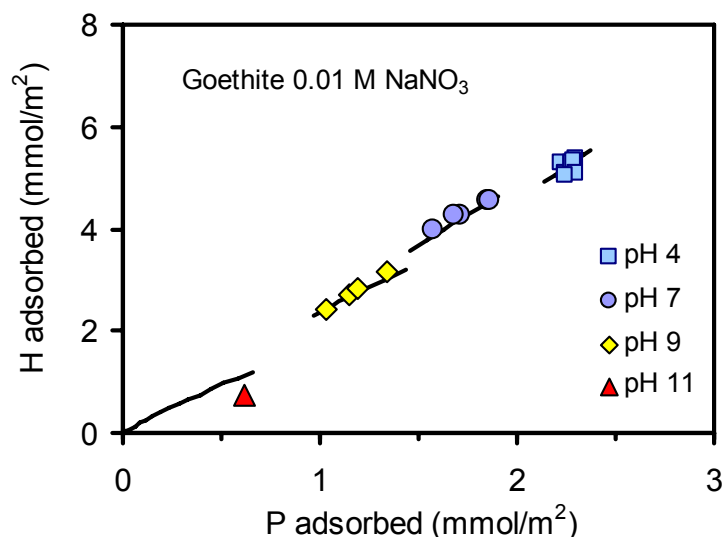 8
6
4
2
0
H adsorbed (mmol/m²)
Goethite 0.01 M NaNO₃
pH 4
pH 7
pH 9
pH 11
0 1 2 3
P adsorbed (mmol/m²)